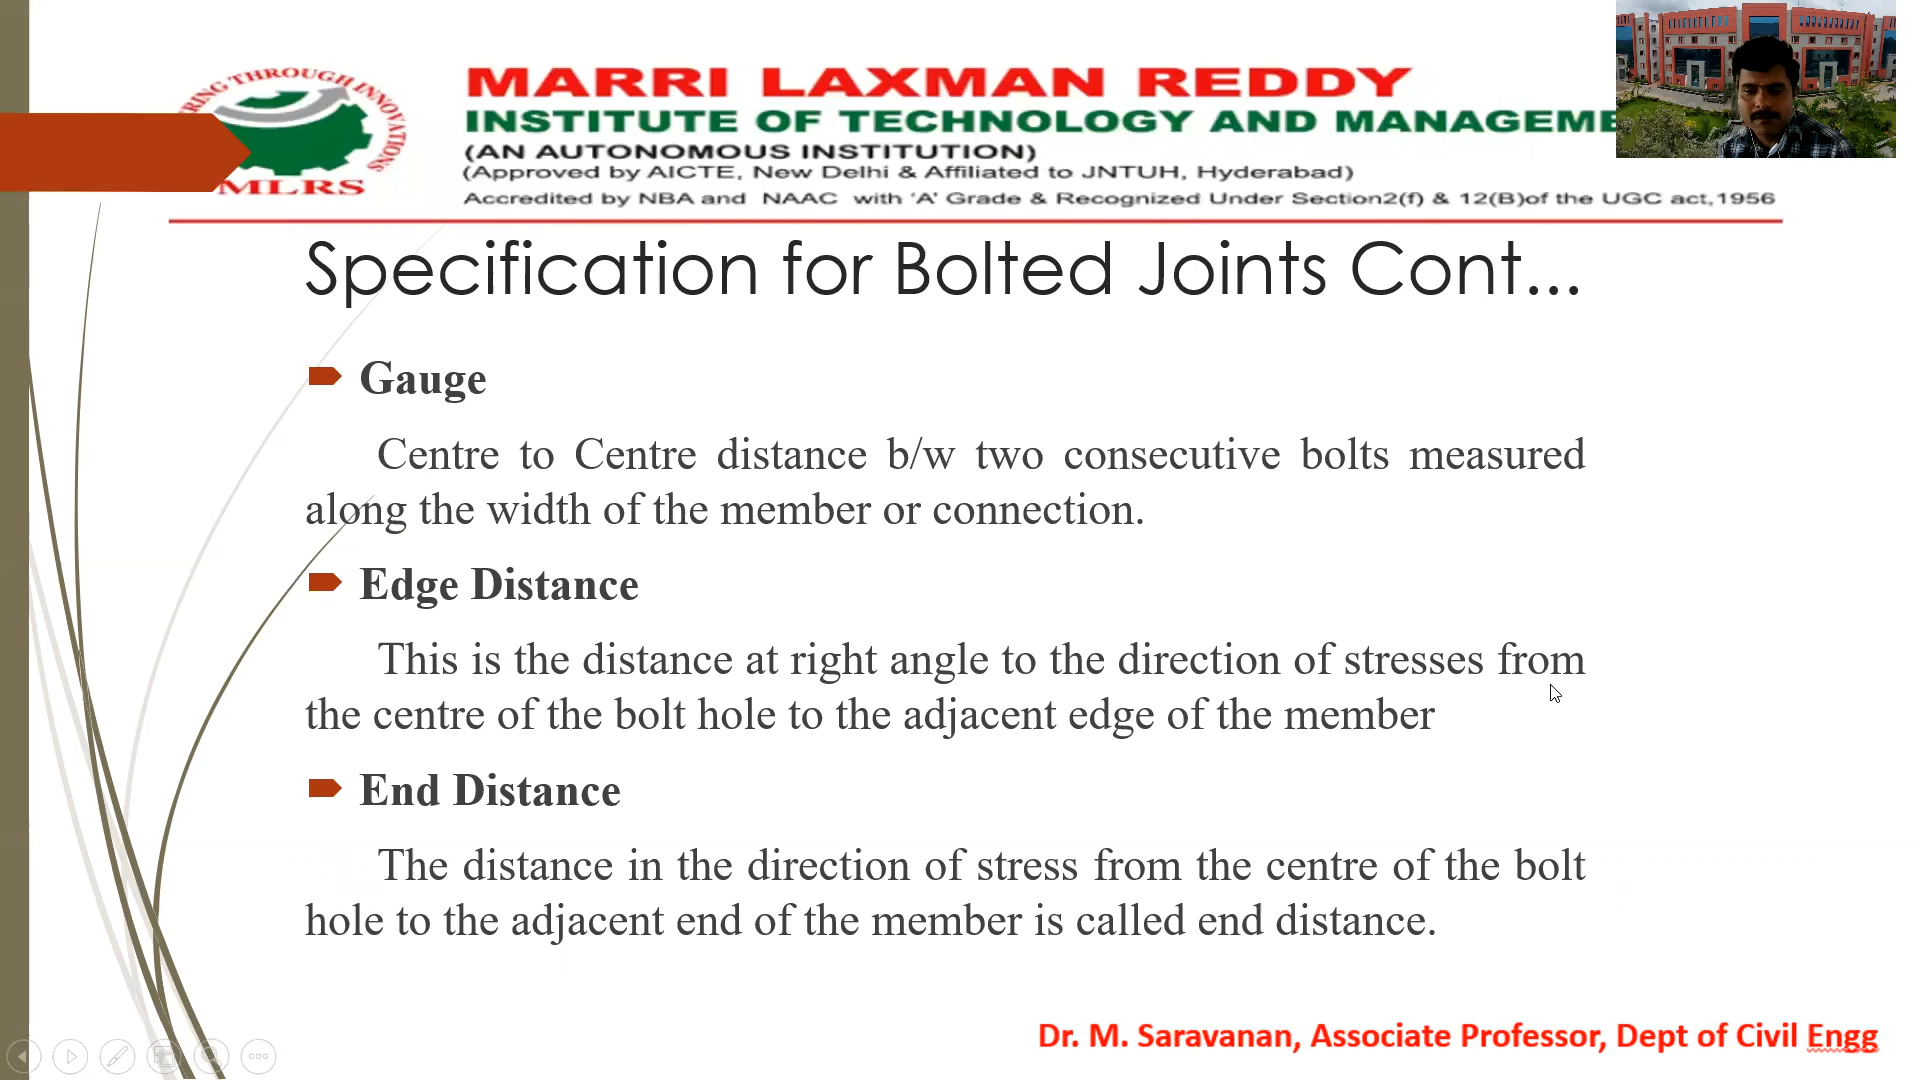 RING THROUGH INNOVATIONS
MLRS
MARRI LAXMAN REDDY
INSTITUTE OF TECHNOLOGY AND MANAGEME
(AN AUTONOMOUS INSTITUTION)
(Approved by AICTE, New Delhi & Affiliated to JNTUH, Hyderabad)
Accredited by NBA and NAAC with ‘A’ Grade & Recognized Under Section2(f) & 12(B)of the UGC act,1956
Specification for Bolted Joints Cont...
Gauge
Centre to Centre distance b/w two consecutive bolts measured
along the width of the member or connection.
Edge Distance
This is the distance at right angle to the direction of stresses from
the centre of the bolt hole to the adjacent edge of the member
End Distance
The distance in the direction of stress from the centre of the bolt
hole to the adjacent end of the member is called end distance.
Dr. M. Saravanan, Associate Professor, Dept of Civil Engg